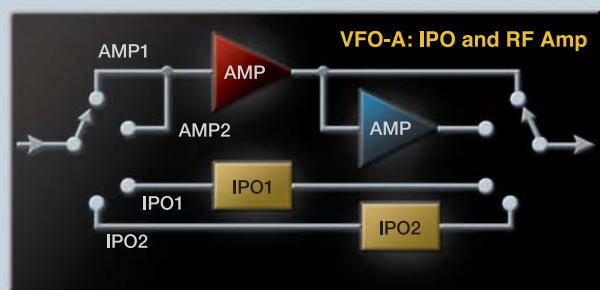 VFO-A: IPO and RF Amp
AMP1
AMP
AMP2
AMP
IPO1
IPO1
IPO2
IPO2